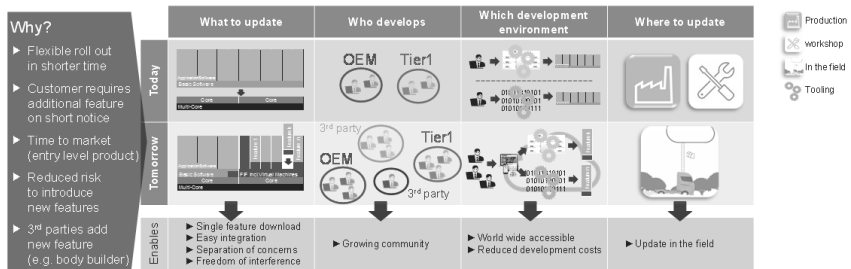 Why?
Flexible roll out
in shorter time
Customer requires
additional feature
on short notice
Time to market
(entry level product)
Reduced risk
to introduce
new features
3rd parties add
new feature
(e.g. body builder)
What to update
Who develops
Which development
environment
Where to update
Today
Application Software
Basic Software
Core
Core
Multi-Core
OEM
Tier1
010101010101
Tomorrow
Application Software
Basic Software
Core
Core
Multi-Core
3rd party
OEM
Tier1
3rd party
Enables
Single feature download
Easy integration
Separation of concerns
Freedom of interference
Growing community
World wide accessible
Reduced development costs
Update in the field
Production
workshop
In the field
Tooling